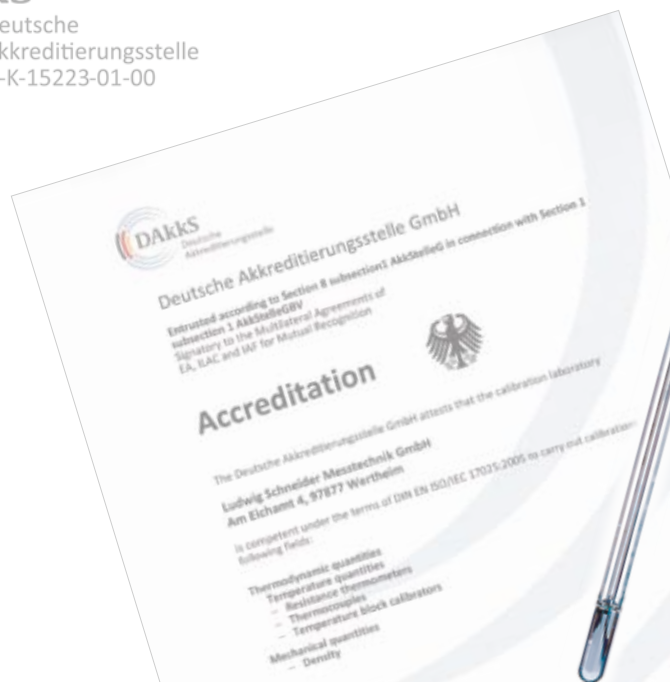 eutsche
kkreditierungsstelle
-K-15223-01-00
DAkkS
Deutsche
Akkreditierungsstelle
Deutsche Akkreditierungsstelle GmbH
Entrusted according to Section 8 subsection1 AkkStelleG in connection with Section 1
subsection 1 AkkStelleGBV
Signatory to the Multilateral Agreements of
EA, ILAC and IAF for Mutual Recognition
Accreditation
The Deutsche Akkreditierungsstelle GmbH attests that the calibration laboratory
Ludwig Schneider Messtechnik GmbH
Am Eichamt 4, 97877 Wertheim
is competent under the terms of DIN EN ISO/IEC 17025:2005 to carry out calibration
following fields:
Thermodynamic quantities
Temperature quantities
– Resistance thermometers
– Thermocouples
– Temperature block calibrators
Mechanical quantities
– Density